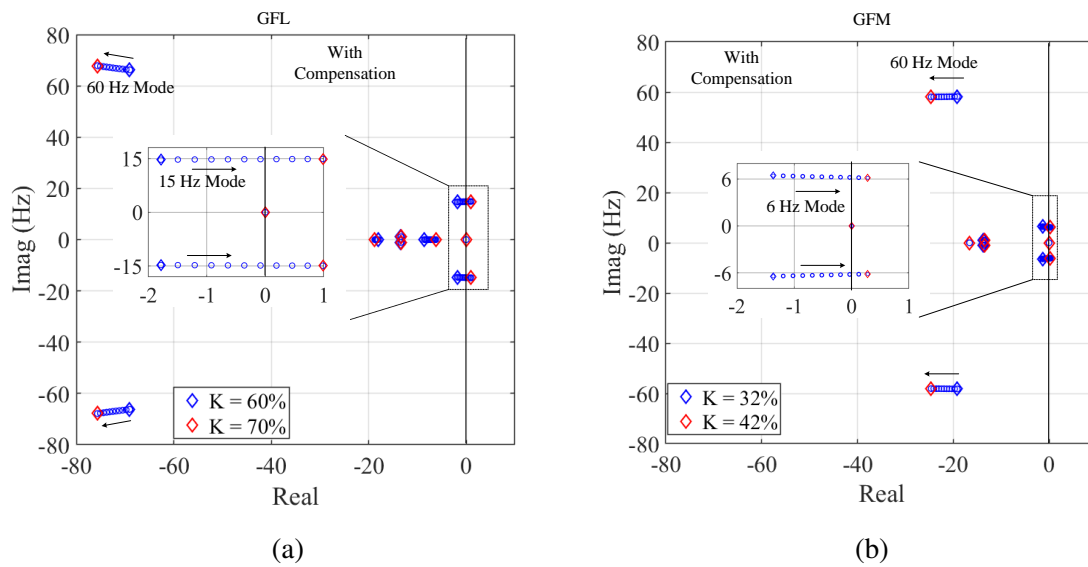 GFL
80
60
40
20
0
-20
-40
-60
-80
Imag (Hz)
-80
-60
-40
-20
0
Real
With
Compensation
60 Hz Mode
15
0
-15
15 Hz Mode
-2
-1
0
1
K = 60%
K = 70%
(a)
GFM
80
60
40
20
0
-20
-40
-60
-80
Imag (Hz)
-80
-60
-40
-20
0
Real
With
Compensation
60 Hz Mode
6
0
-6
6 Hz Mode
-2
-1
0
1
K = 32%
K = 42%
(b)